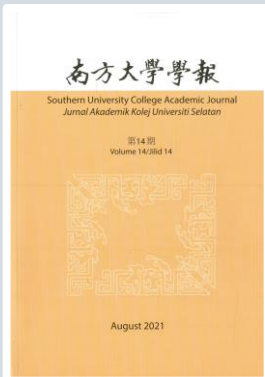 南方大學學報
Southern University College Academic Journal
Jurnal Akademik Kolej Universiti Selatan
第14期
Volume 14/Jilid 14
August 2021